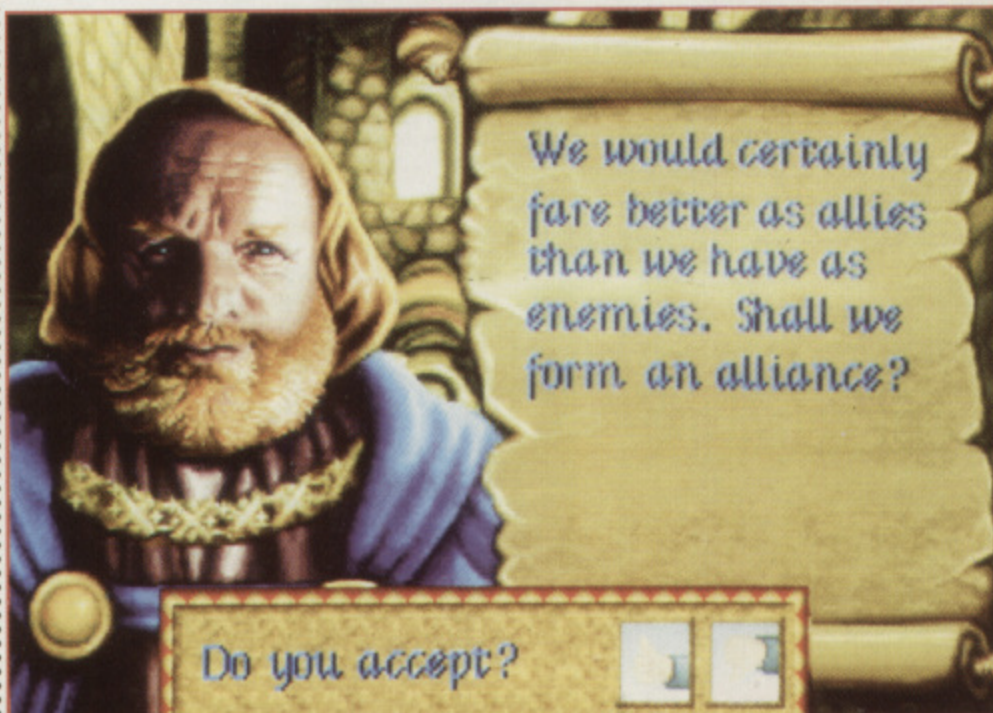 We would certainly
fare better as allies
than we have as
enemies. Shall we
form an alliance?
Do you accept?